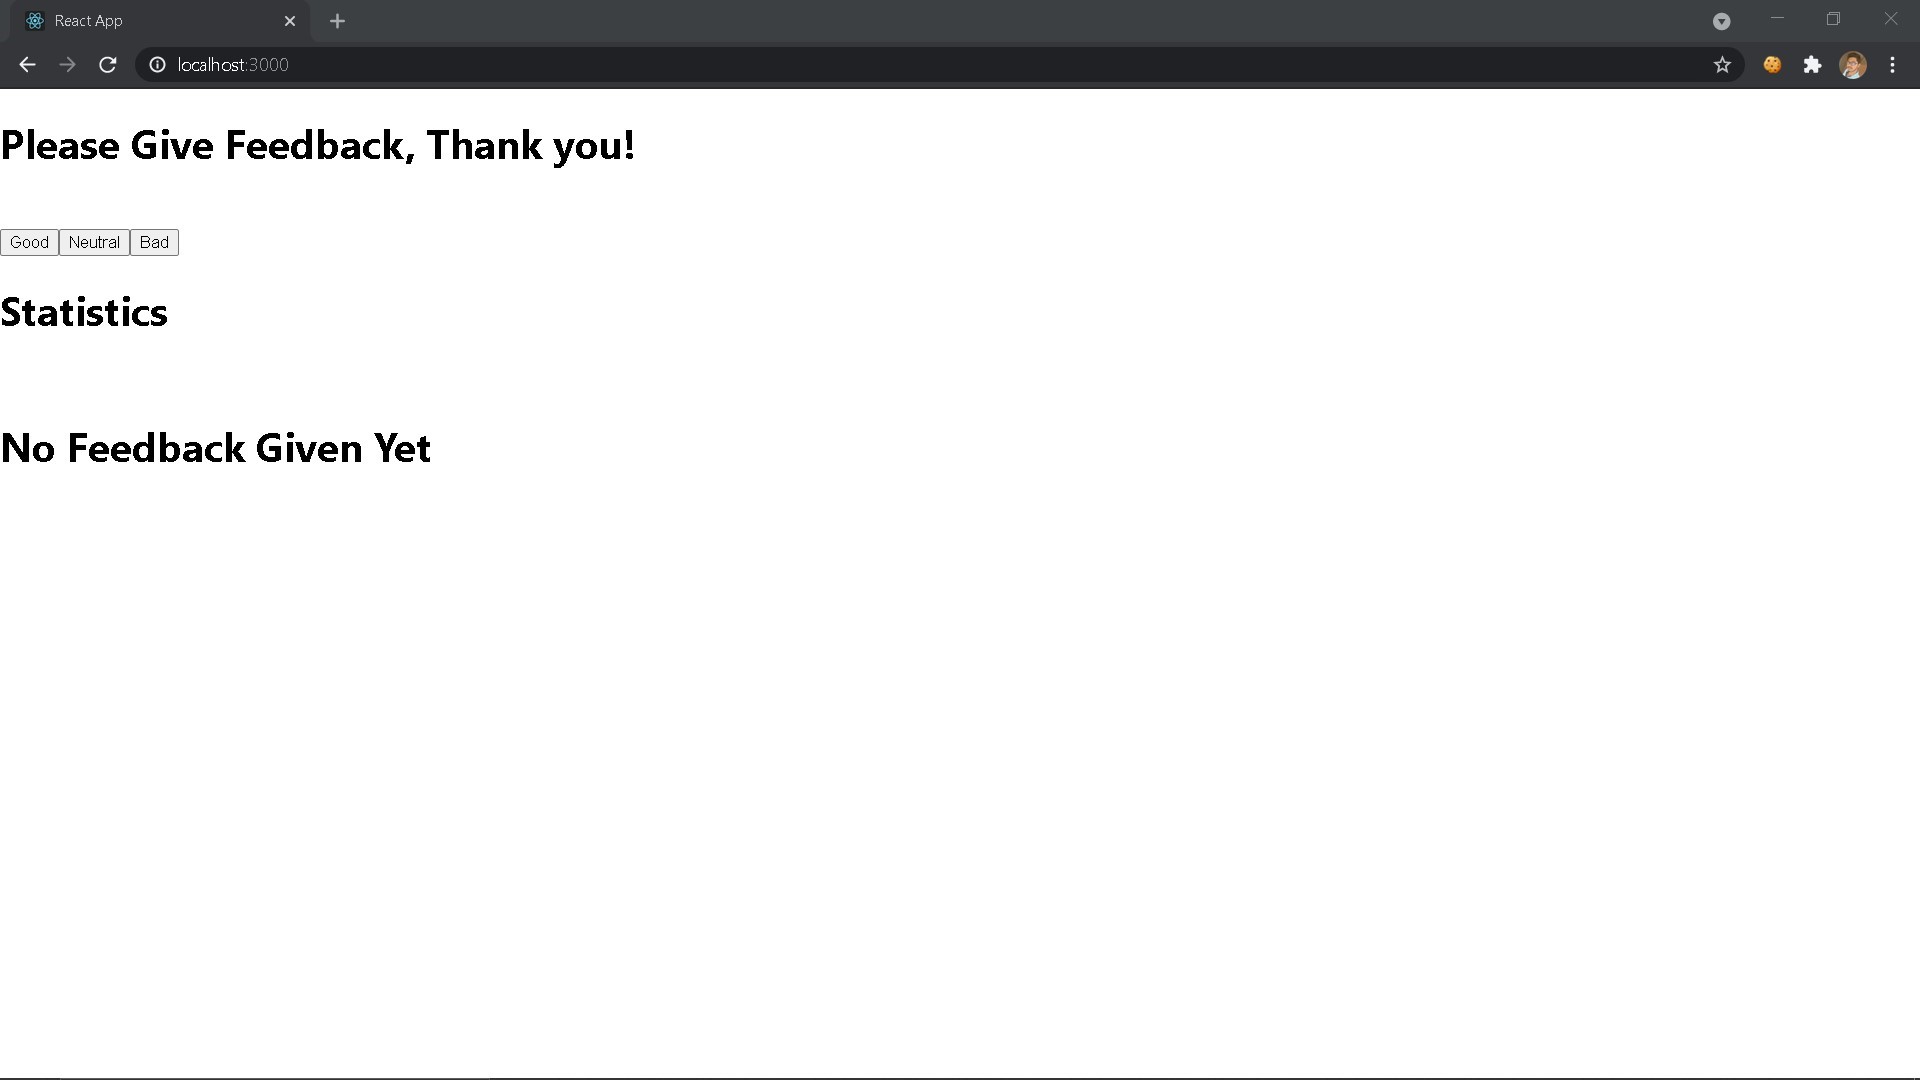 React App
localhost:3000
Please Give Feedback, Thank you!
Good Neutral Bad
Statistics
No Feedback Given Yet